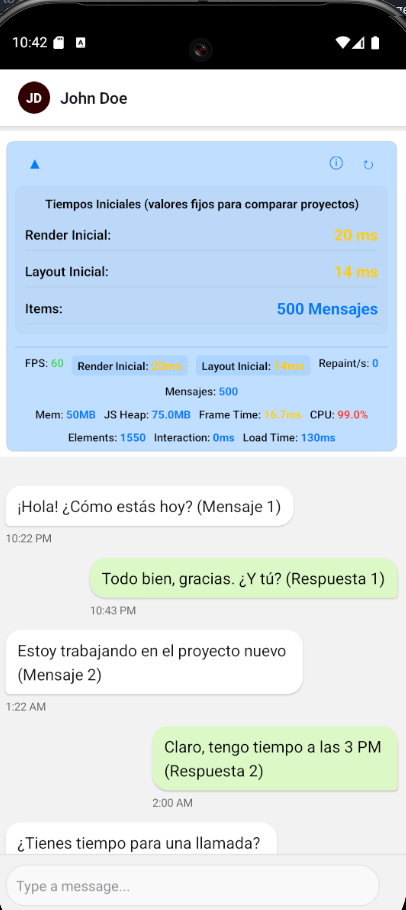 10:42
JD
John Doe
▲ ⓘ ↻
Tiempos Iniciales (valores fijos para comparar proyectos)
Render Inicial: 20 ms
Layout Inicial: 14 ms
Items: 500 Mensajes
FPS: 60 Render Inicial: 20ms Layout Inicial: 14ms Repaint/s: 0
Mensajes: 500
Mem: 50MB JS Heap: 75.0MB Frame Time: 16.7ms CPU: 99.0%
Elements: 1550 Interaction: 0ms Load Time: 130ms
¡Hola! ¿Cómo estás hoy? (Mensaje 1)
10:22 PM
Todo bien, gracias. ¿Y tú? (Respuesta 1)
10:43 PM
Estoy trabajando en el proyecto nuevo
(Mensaje 2)
1:22 AM
Claro, tengo tiempo a las 3 PM
(Respuesta 2)
2:00 AM
¿Tienes tiempo para una llamada?
Type a message...